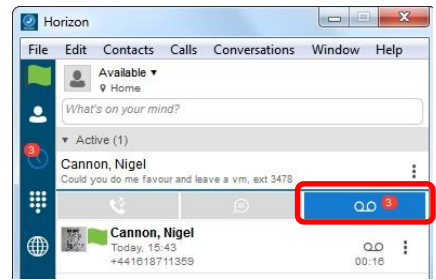 Horizon
File Edit Contacts Calls Conversations Window Help
Available ▾
Home
What's on your mind?
▾ Active (1)
3
Cannon, Nigel
Could you do me favour and leave a vm, ext 3478
3
Cannon, Nigel
Today, 15:43
+441618711359
00:16